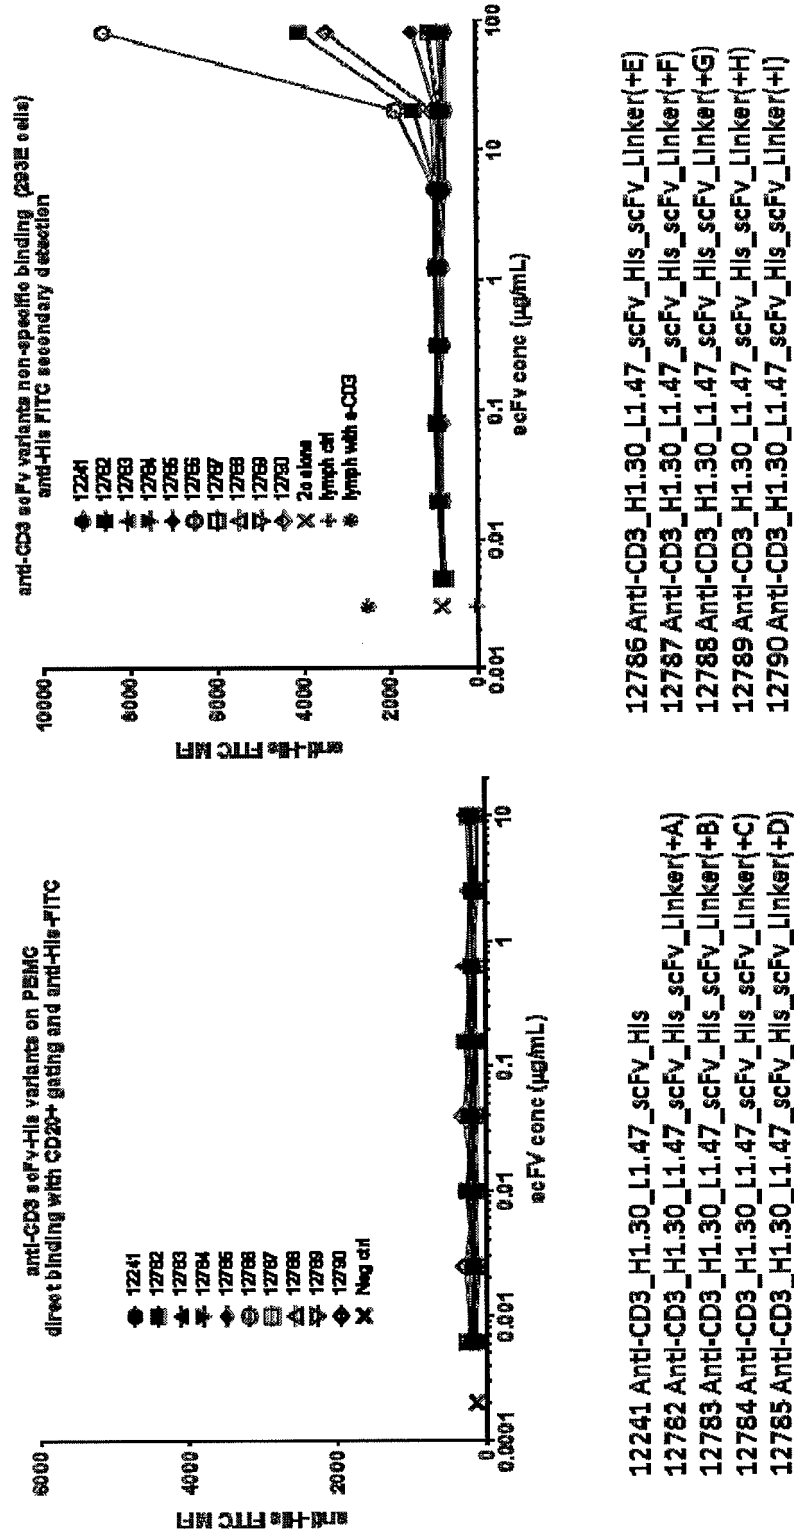 anti-CD3 scFv-His variants on PBMC
direct binding with CD20+ gating and anti-His-FITC
anti-His FITC MFI
6000
4000
2000
0
12241
12782
12783
12784
12785
12786
12787
12788
12789
12790
Neg ctrl
0.0001
0.001
0.01
0.1
1
10
scFV conc (µg/mL)
anti-CD3 scFv variants non-specific binding (293E cells)
anti-His FITC secondary detection
anti-His FITC MFI
10000
8000
6000
4000
2000
0
12241
12782
12783
12784
12785
12786
12787
12788
12789
12790
2o alone
lymph ctrl
lymph with a-CD3
0.001
0.01
0.1
1
10
100
scFv conc (µg/mL)
12241 Anti-CD3_H1.30_L1.47_scFv_His
12782 Anti-CD3_H1.30_L1.47_scFv_His_scFv_Linker(+A)
12783 Anti-CD3_H1.30_L1.47_scFv_His_scFv_Linker(+B)
12784 Anti-CD3_H1.30_L1.47_scFv_His_scFv_Linker(+C)
12785 Anti-CD3_H1.30_L1.47_scFv_His_scFv_Linker(+D)
12786 Anti-CD3_H1.30_L1.47_scFv_His_scFv_Linker(+E)
12787 Anti-CD3_H1.30_L1.47_scFv_His_scFv_Linker(+F)
12788 Anti-CD3_H1.30_L1.47_scFv_His_scFv_Linker(+G)
12789 Anti-CD3_H1.30_L1.47_scFv_His_scFv_Linker(+H)
12790 Anti-CD3_H1.30_L1.47_scFv_His_scFv_Linker(+I)